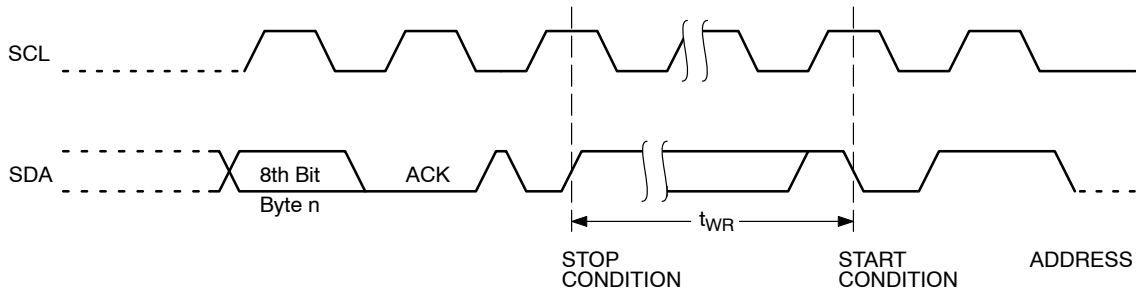 SCL
SDA
8th Bit
Byte n
ACK
tWR
STOP
CONDITION
START
CONDITION
ADDRESS